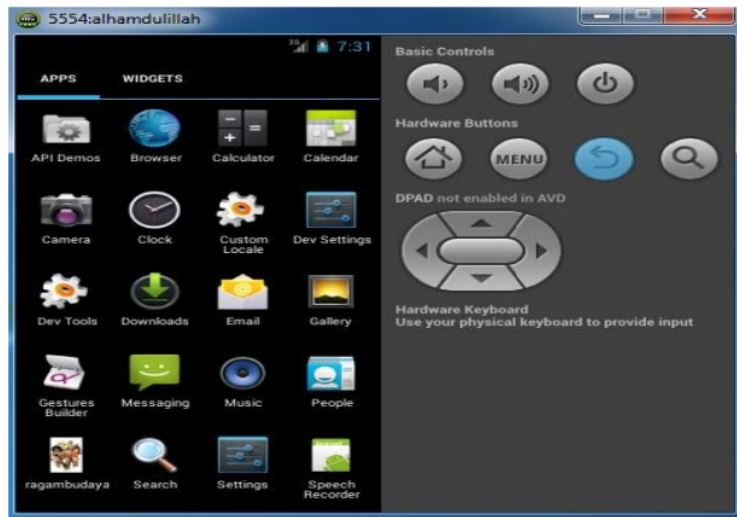 5554:alhamdulillah
3G 7:31
APPS WIDGETS
API Demos Browser Calculator Calendar
Camera Clock Custom Locale Dev Settings
Dev Tools Downloads Email Gallery
Gestures Builder Messaging Music People
ragambudaya Search Settings Speech Recorder
Basic Controls
Hardware Buttons
MENU
DPAD not enabled in AVD
Hardware Keyboard
Use your physical keyboard to provide input